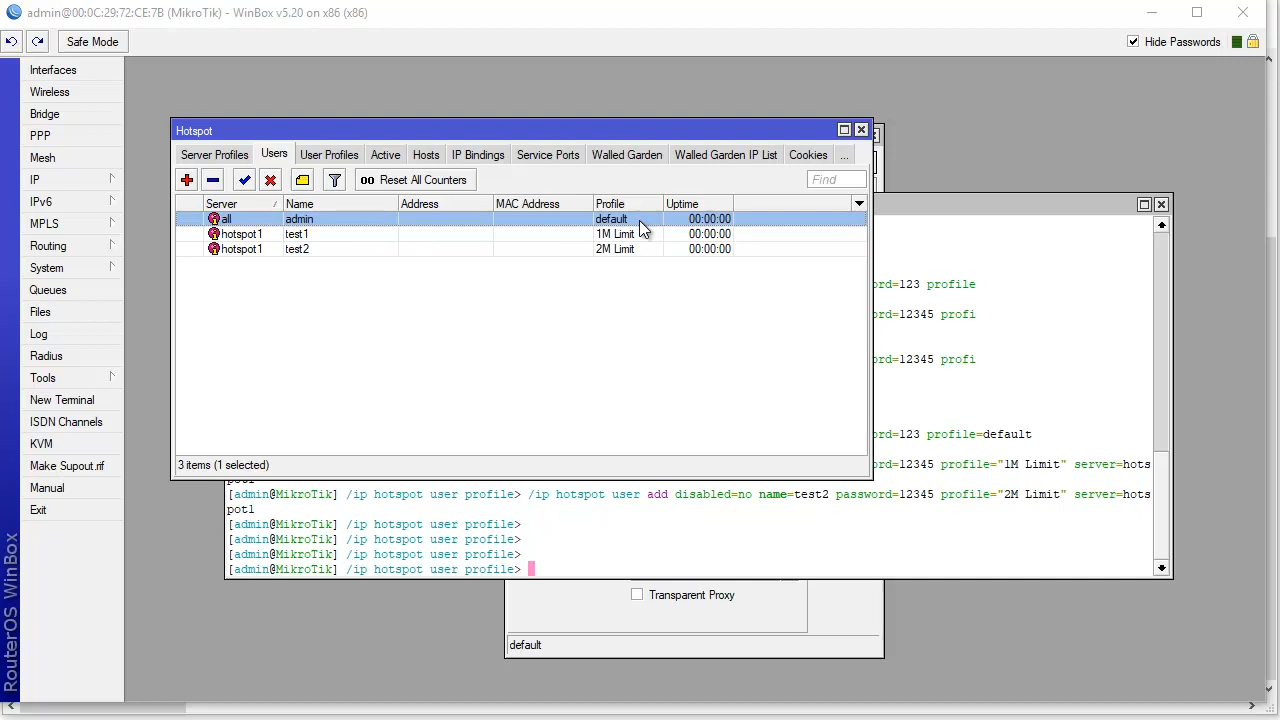 admin@00:0C:29:72:CE:7B (MikroTik) - WinBox v5.20 on x86 (x86)
Safe Mode
Hide Passwords
Interfaces
Wireless
Bridge
PPP
Mesh
IP
IPv6
MPLS
Routing
System
Queues
Files
Log
Radius
Tools
New Terminal
ISDN Channels
KVM
Make Supout.rif
Manual
Exit
RouterOS WinBox
Hotspot
Server Profiles Users User Profiles Active Hosts IP Bindings Service Ports Walled Garden Walled Garden IP List Cookies ...
00 Reset All Counters Find
Server Name Address MAC Address Profile Uptime
all admin default 00:00:00
hotspot1 test1 1M Limit 00:00:00
hotspot1 test2 2M Limit 00:00:00
3 items (1 selected)
ord=123 profile
ord=12345 profi
ord=12345 profi
ord=123 profile=default
ord=12345 profile="1M Limit" server=hots
pot1
[admin@MikroTik] /ip hotspot user profile> /ip hotspot user add disabled=no name=test2 password=12345 profile="2M Limit" server=hots
pot1
[admin@MikroTik] /ip hotspot user profile>
[admin@MikroTik] /ip hotspot user profile>
[admin@MikroTik] /ip hotspot user profile>
[admin@MikroTik] /ip hotspot user profile>
Transparent Proxy
default